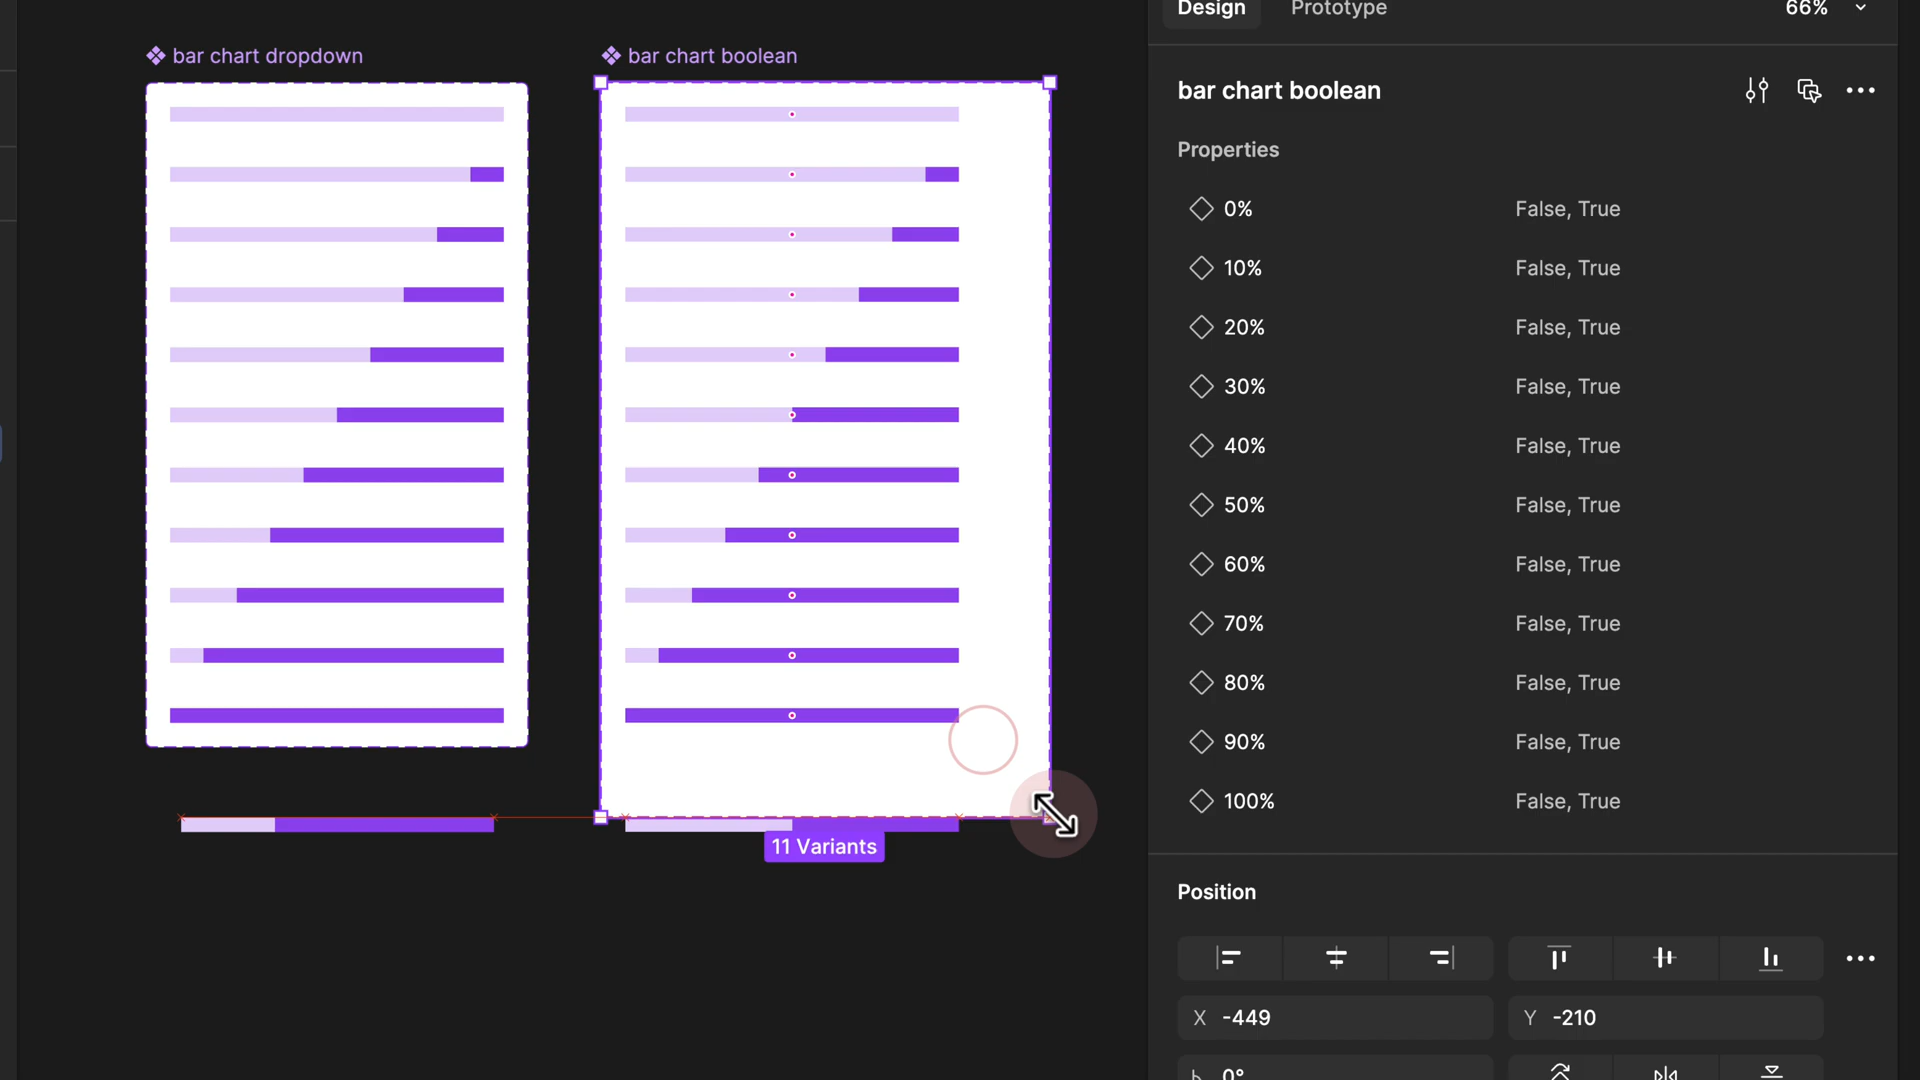 Design Prototype 66%
bar chart dropdown
bar chart boolean
11 Variants
bar chart boolean
Properties
0% False, True
10% False, True
20% False, True
30% False, True
40% False, True
50% False, True
60% False, True
70% False, True
80% False, True
90% False, True
100% False, True
Position
X -449 Y -210
0°